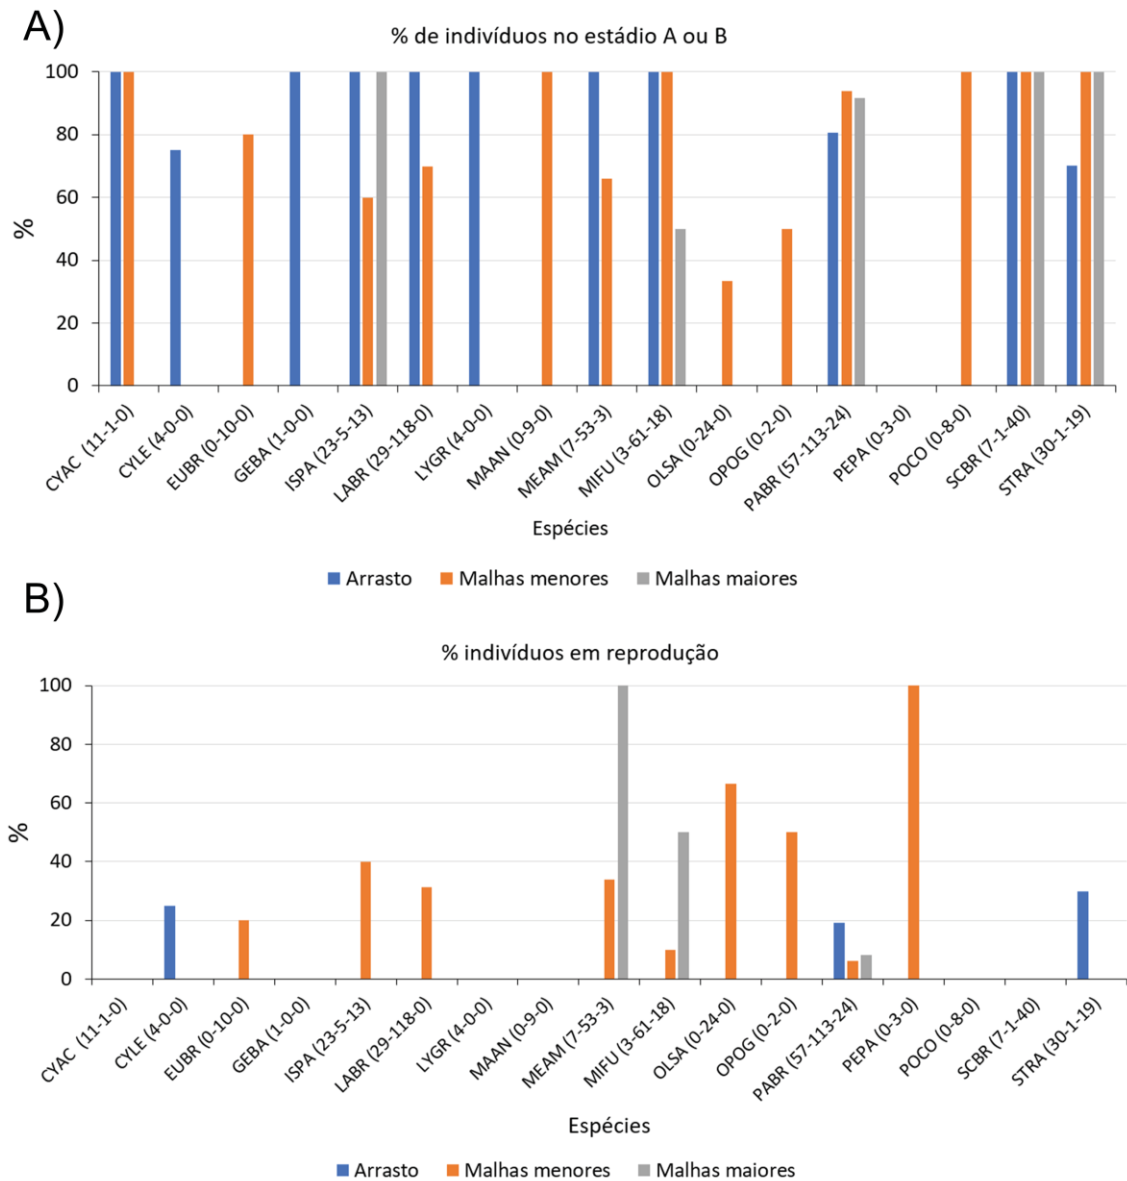 A)
% de indivíduos no estádio A ou B
100
80
60
40
20
0
%
CYAC (11-1-0)
CYLE (4-0-0)
EUBR (0-10-0)
GEBA (1-0-0)
ISPA (23-5-13)
LABR (29-118-0)
LYGR (4-0-0)
MAAN (0-9-0)
MEAM (7-53-3)
MIFU (3-61-18)
OLSA (0-24-0)
OPOG (0-2-0)
PABR (57-113-24)
PEPA (0-3-0)
POCO (0-8-0)
SCBR (7-1-40)
STRA (30-1-19)
Espécies
Arrasto Malhas menores Malhas maiores
B)
% indivíduos em reprodução
100
80
60
40
20
0
%
CYAC (11-1-0)
CYLE (4-0-0)
EUBR (0-10-0)
GEBA (1-0-0)
ISPA (23-5-13)
LABR (29-118-0)
LYGR (4-0-0)
MAAN (0-9-0)
MEAM (7-53-3)
MIFU (3-61-18)
OLSA (0-24-0)
OPOG (0-2-0)
PABR (57-113-24)
PEPA (0-3-0)
POCO (0-8-0)
SCBR (7-1-40)
STRA (30-1-19)
Espécies
Arrasto Malhas menores Malhas maiores